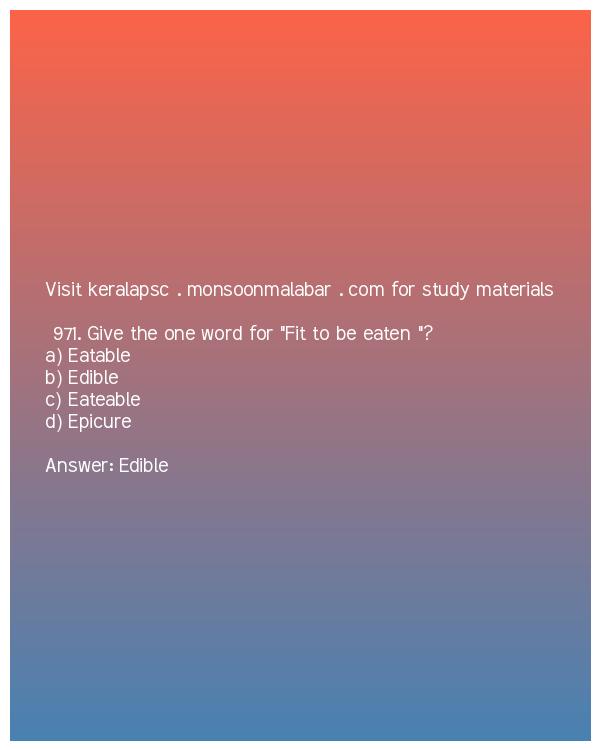 Visit keralapsc . monsoonmalabar . com for study materials
971. Give the one word for "Fit to be eaten "?
a) Eatable
b) Edible
c) Eateable
d) Epicure
Answer: Edible